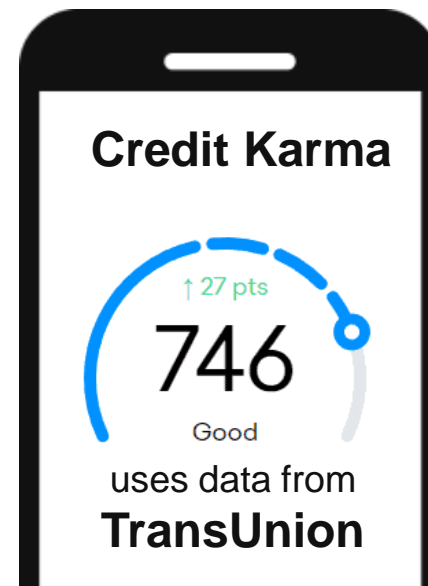 Credit Karma
↑ 27 pts
746
Good
uses data from
TransUnion